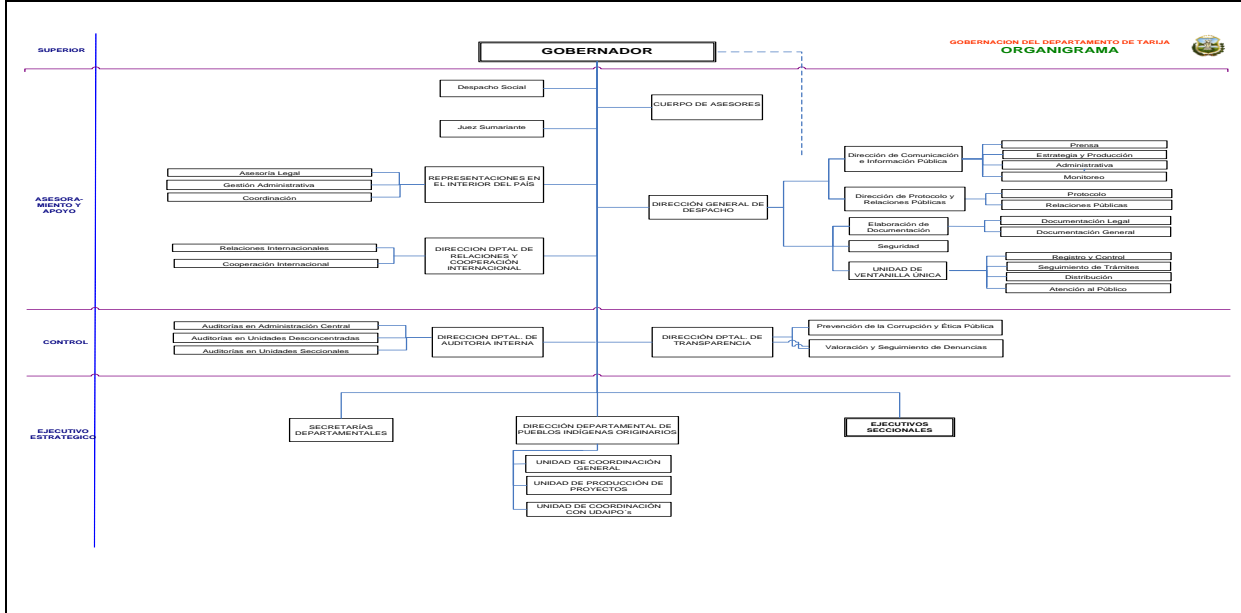 SUPERIOR
GOBERNADOR
GOBERNACION DEL DEPARTAMENTO DE TARIJA
ORGANIGRAMA
Despacho Social
CUERPO DE ASESORES
Juez Sumariante
ASESORA-
MIENTO Y
APOYO
Asesoría Legal
Gestión Administrativa
Coordinación
REPRESENTACIONES EN
EL INTERIOR DEL PAÍS
DIRECCIÓN GENERAL DE
DESPACHO
Dirección de Comunicación
e Información Pública
Prensa
Estrategia y Producción
Administrativa
Monitoreo
Dirección de Protocolo y
Relaciones Públicas
Protocolo
Relaciones Públicas
Elaboración de
Documentación
Documentación Legal
Documentación General
Seguridad
UNIDAD DE
VENTANILLA ÚNICA
Registro y Control
Seguimiento de Trámites
Distribución
Atención al Público
Relaciones Internacionales
Cooperación Internacional
DIRECCION DPTAL DE
RELACIONES Y
COOPERACIÓN
INTERNACIONAL
CONTROL
Auditorías en Administración Central
Auditorías en Unidades Desconcentradas
Auditorías en Unidades Seccionales
DIRECCION DPTAL. DE
AUDITORIA INTERNA
DIRECCION DPTAL. DE
TRANSPARENCIA
Prevención de la Corrupción y Ética Pública
Valoración y Seguimiento de Denuncias
EJECUTIVO
ESTRATEGICO
SECRETARÍAS
DEPARTAMENTALES
DIRECCIÓN DEPARTAMENTAL DE
PUEBLOS INDÍGENAS ORIGINARIOS
EJECUTIVOS
SECCIONALES
UNIDAD DE COORDINACIÓN
GENERAL
UNIDAD DE PRODUCCIÓN DE
PROYECTOS
UNIDAD DE COORDINACIÓN
CON UDAIPO´s